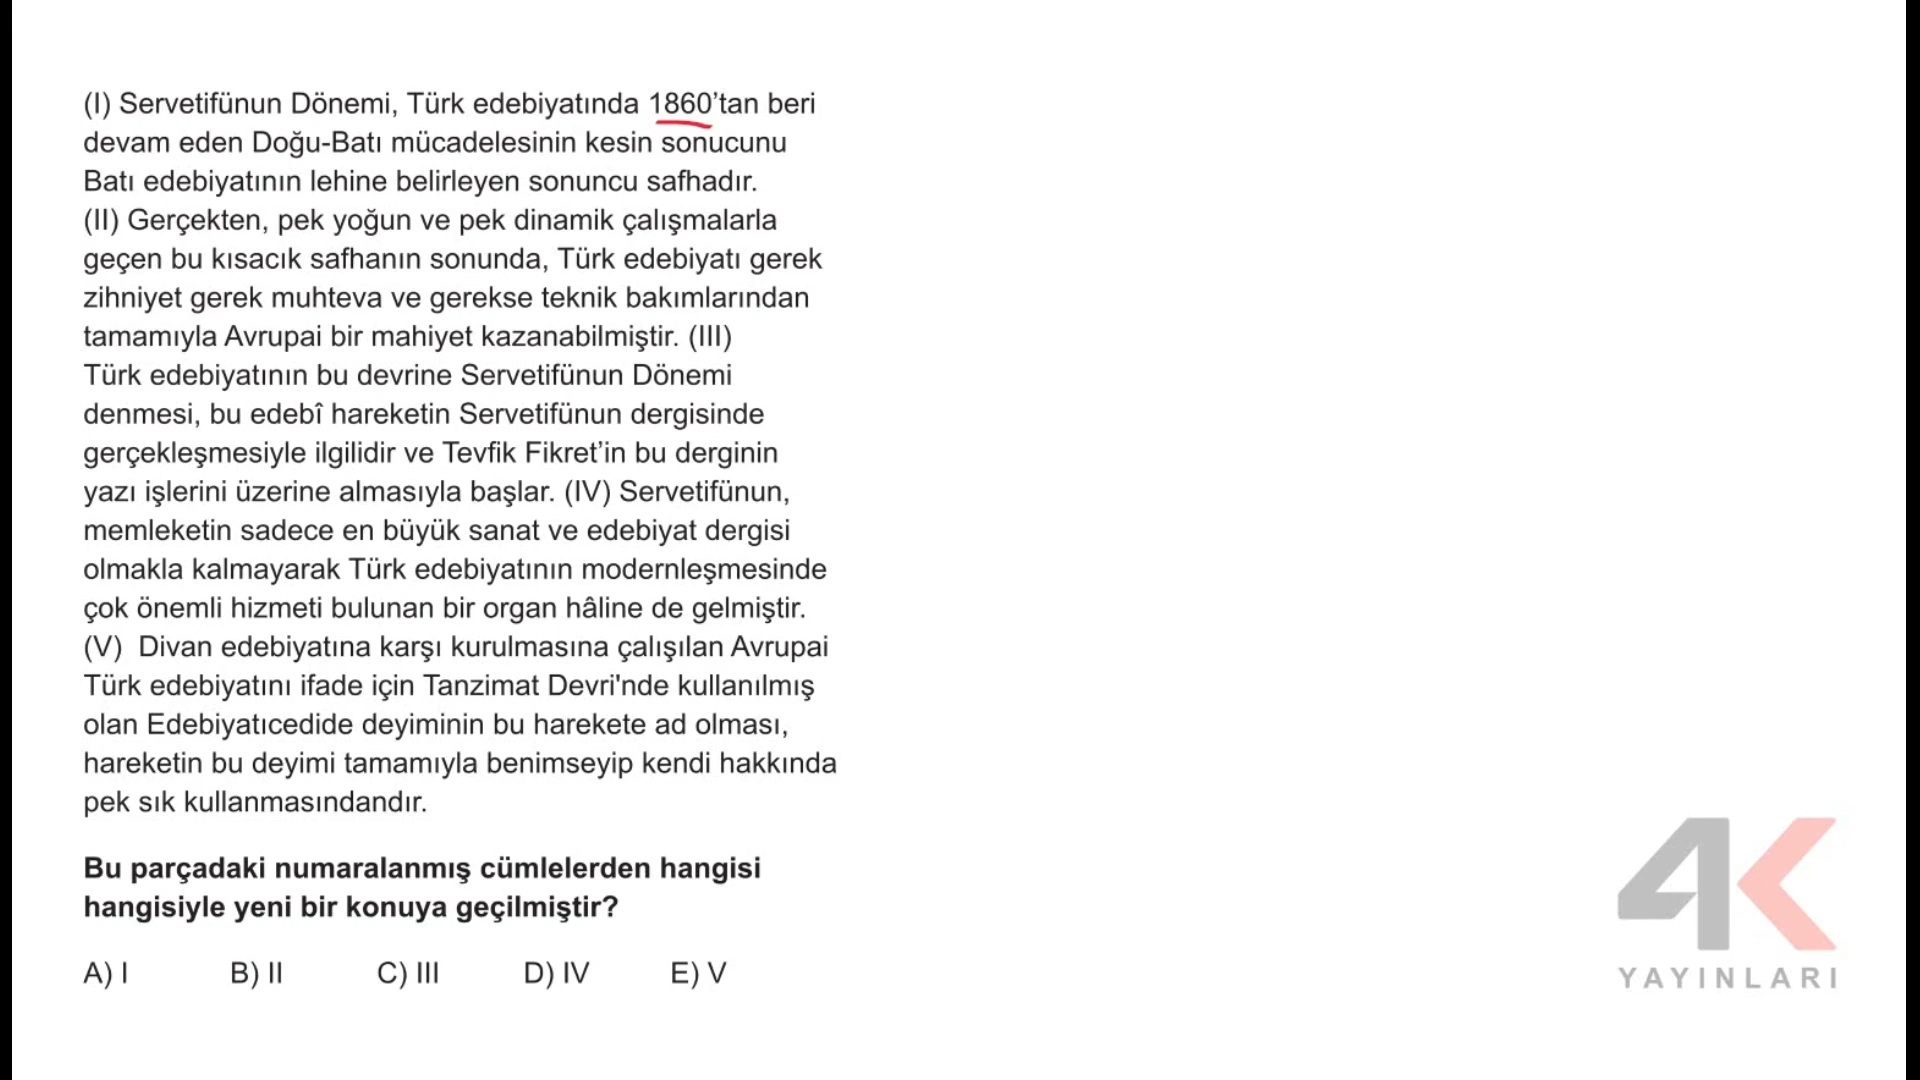 (I) Servetifünun Dönemi, Türk edebiyatında 1860’tan beri
devam eden Doğu-Batı mücadelesinin kesin sonucunu
Batı edebiyatının lehine belirleyen sonuncu safhadır.
(II) Gerçekten, pek yoğun ve pek dinamik çalışmalarla
geçen bu kısacık safhanın sonunda, Türk edebiyatı gerek
zihniyet gerek muhteva ve gerekse teknik bakımlarından
tamamıyla Avrupai bir mahiyet kazanabilmiştir. (III)
Türk edebiyatının bu devrine Servetifünun Dönemi
denmesi, bu edebî hareketin Servetifünun dergisinde
gerçekleşmesiyle ilgilidir ve Tevfik Fikret’in bu derginin
yazı işlerini üzerine almasıyla başlar. (IV) Servetifünun,
memleketin sadece en büyük sanat ve edebiyat dergisi
olmakla kalmayarak Türk edebiyatının modernleşmesinde
çok önemli hizmeti bulunan bir organ hâline de gelmiştir.
(V) Divan edebiyatına karşı kurulmasına çalışılan Avrupai
Türk edebiyatını ifade için Tanzimat Devri'nde kullanılmış
olan Edebiyatıcedide deyiminin bu harekete ad olması,
hareketin bu deyimi tamamıyla benimseyip kendi hakkında
pek sık kullanmasındandır.
Bu parçadaki numaralanmış cümlelerden hangisi
hangisiyle yeni bir konuya geçilmiştir?
A) I B) II C) III D) IV E) V
4K
YAYINLARI